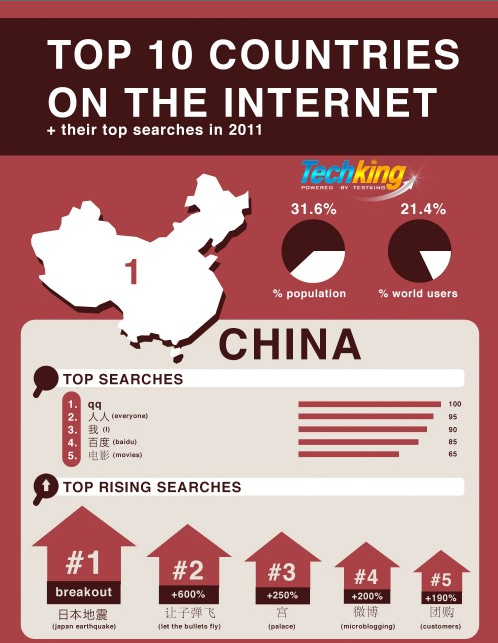 TOP 10 COUNTRIES
ON THE INTERNET
+ their top searches in 2011
Techking
POWERED BY TESTKING
31.6% 21.4%
% population % world users
1
CHINA
TOP SEARCHES
1. qq 100
2. 人人 (everyone) 95
3. 我 (I) 90
4. 百度 (baidu) 85
5. 电影 (movies) 65
TOP RISING SEARCHES
#1 #2 #3 #4 #5
breakout +600% +250% +200% +190%
日本地震 让子弹飞 宫 微博 团购
(japan earthquake) (let the bullets fly) (palace) (microblogging) (customers)